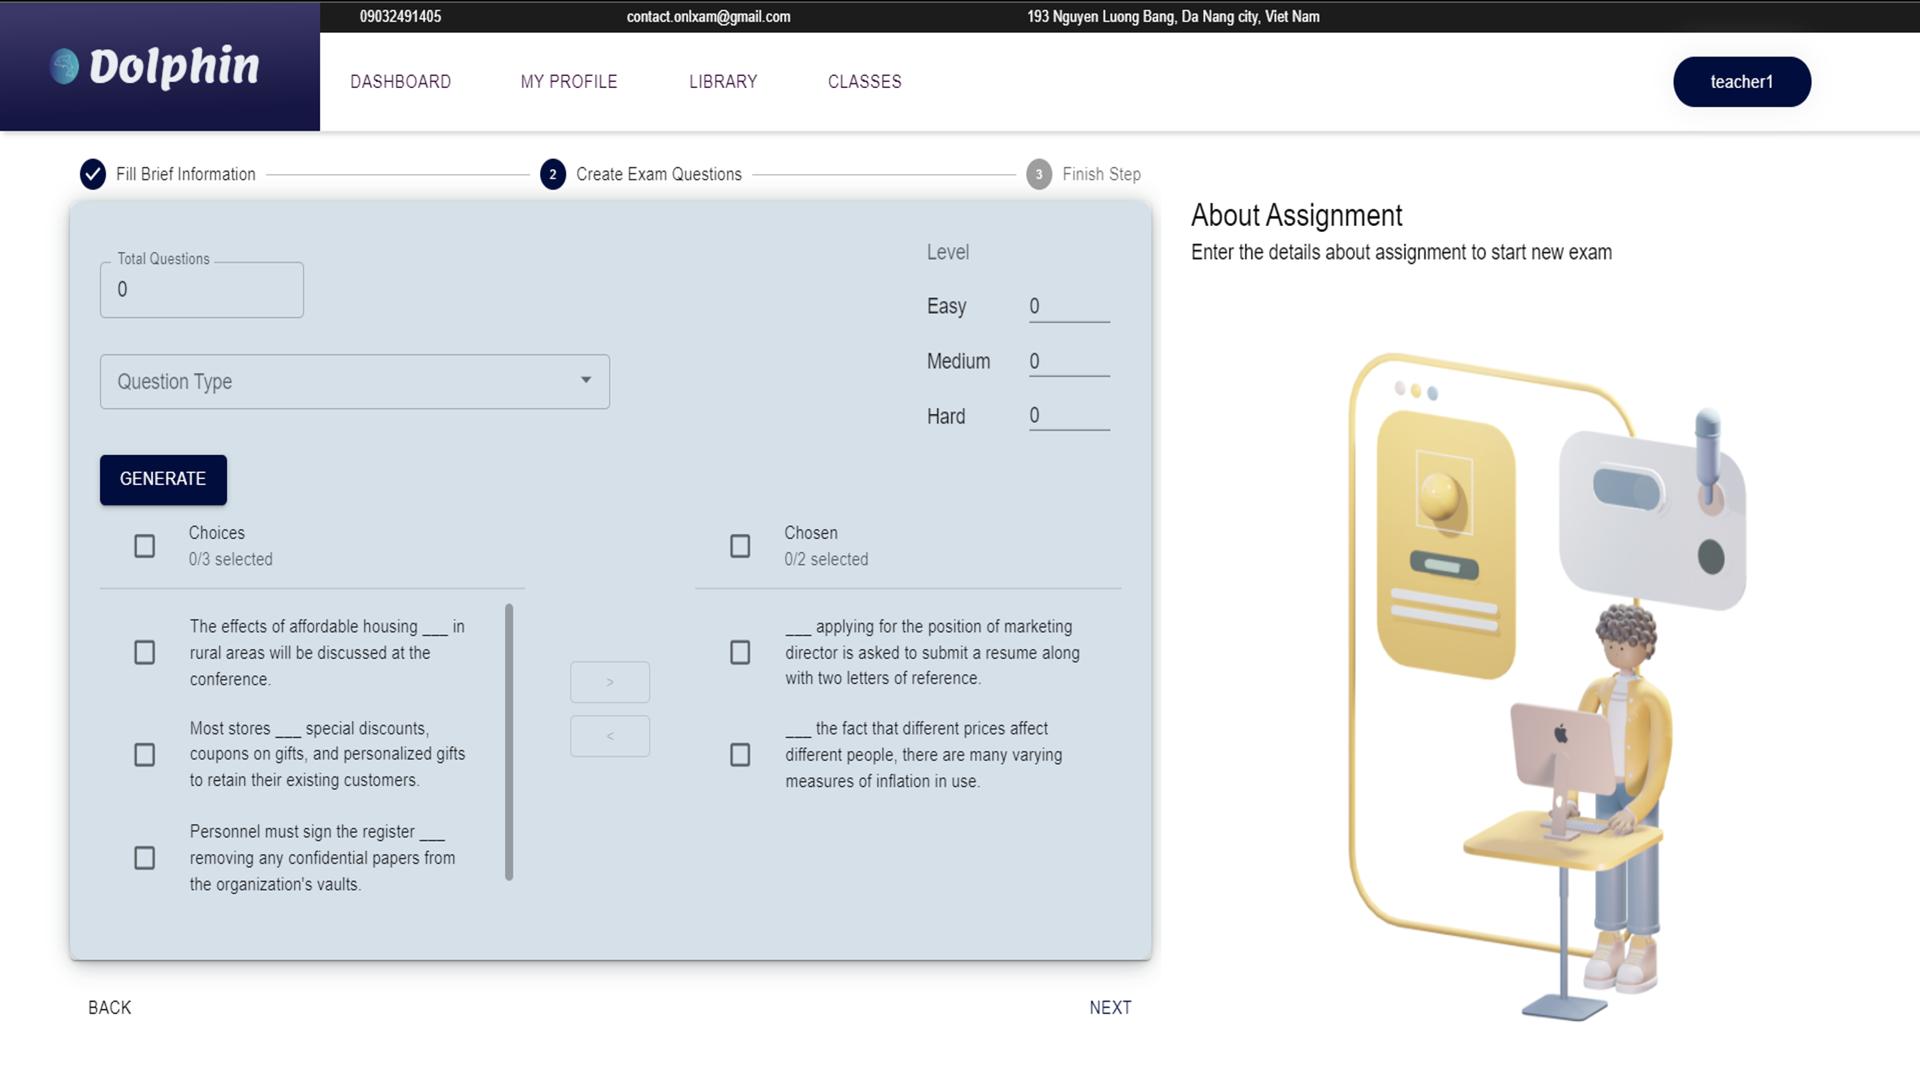 09032491405
contact.onlxam@gmail.com
193 Nguyen Luong Bang, Da Nang city, Viet Nam
Dolphin
DASHBOARD
MY PROFILE
LIBRARY
CLASSES
teacher1
Fill Brief Information
2
Create Exam Questions
3
Finish Step
About Assignment
Enter the details about assignment to start new exam
Total Questions
0
Level
Easy
0
Medium
0
Hard
0
Question Type
GENERATE
Choices
0/3 selected
The effects of affordable housing ___ in
rural areas will be discussed at the
conference.
Most stores ___ special discounts,
coupons on gifts, and personalized gifts
to retain their existing customers.
Personnel must sign the register ___
removing any confidential papers from
the organization's vaults.
>
<
Chosen
0/2 selected
___ applying for the position of marketing
director is asked to submit a resume along
with two letters of reference.
___ the fact that different prices affect
different people, there are many varying
measures of inflation in use.
BACK
NEXT